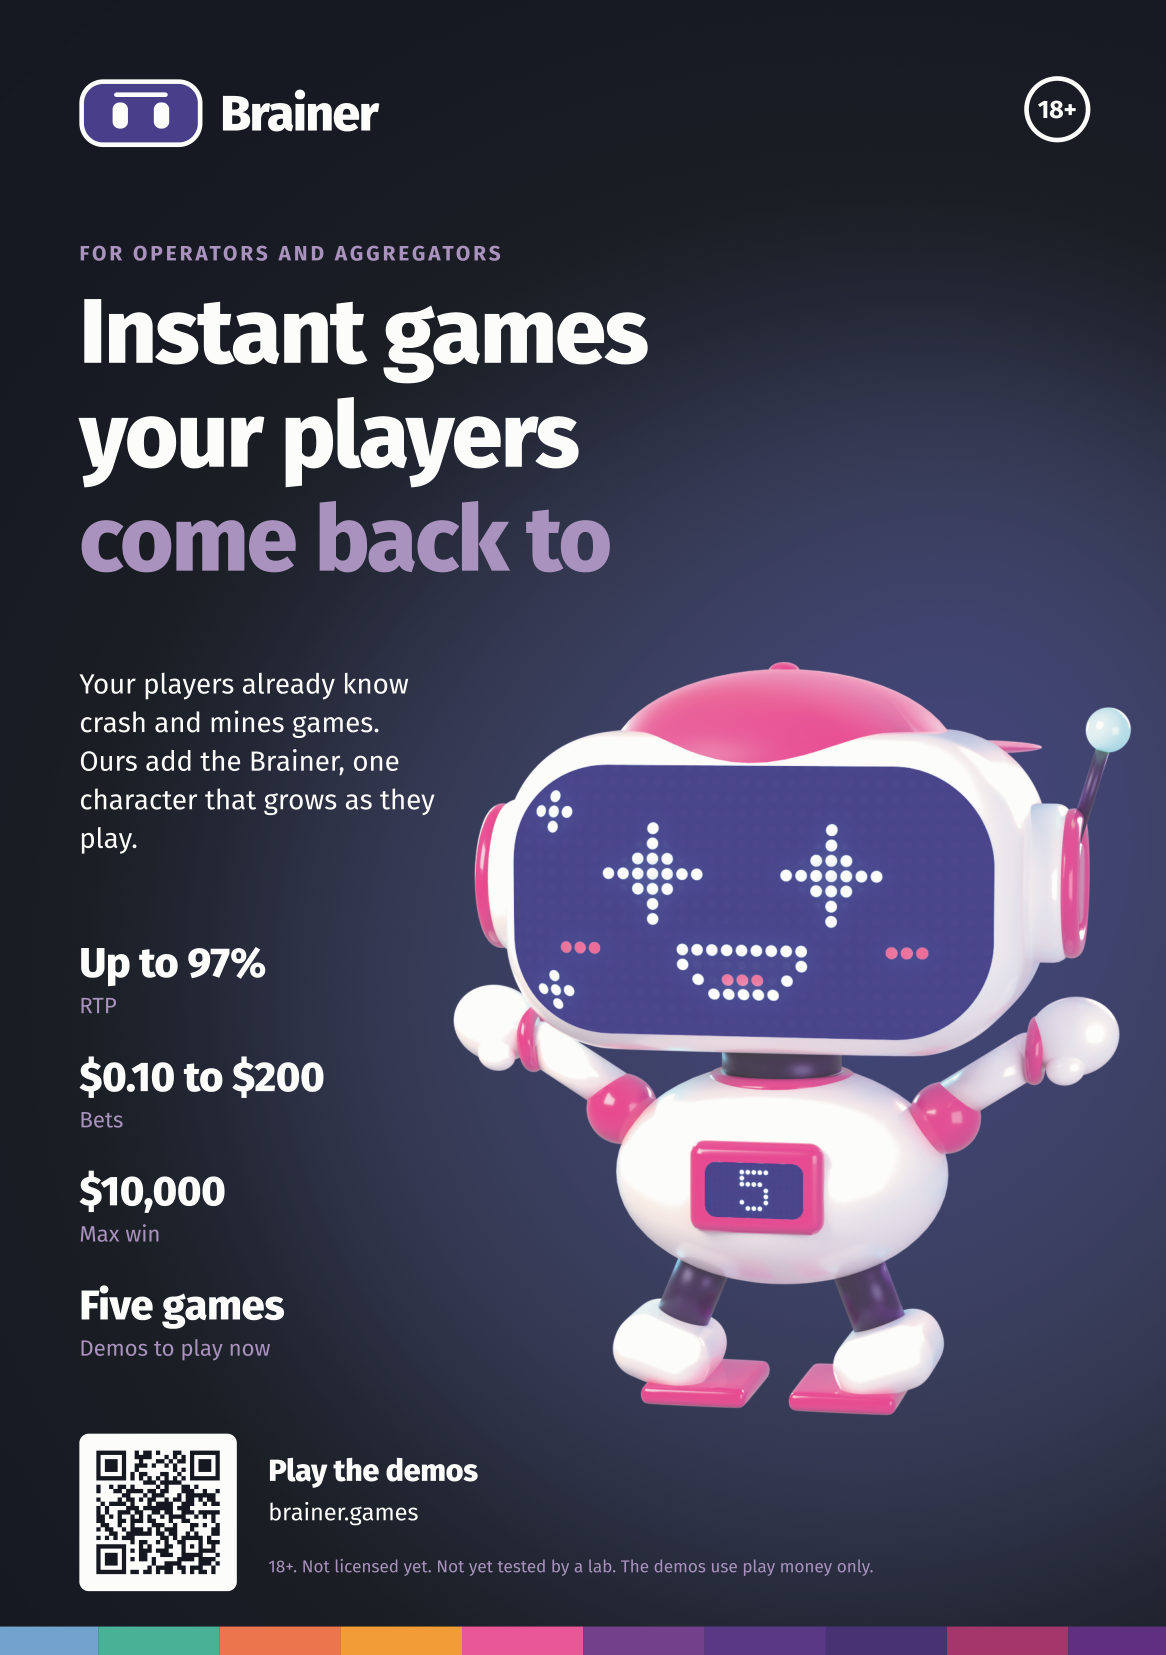 Brainer
18+
FOR OPERATORS AND AGGREGATORS
Instant games
your players
come back to
Your players already know
crash and mines games.
Ours add the Brainer, one
character that grows as they
play.
Up to 97%
RTP
$0.10 to $200
Bets
$10,000
Max win
Five games
Demos to play now
5
Play the demos
brainer.games
18+. Not licensed yet. Not yet tested by a lab. The demos use play money only.